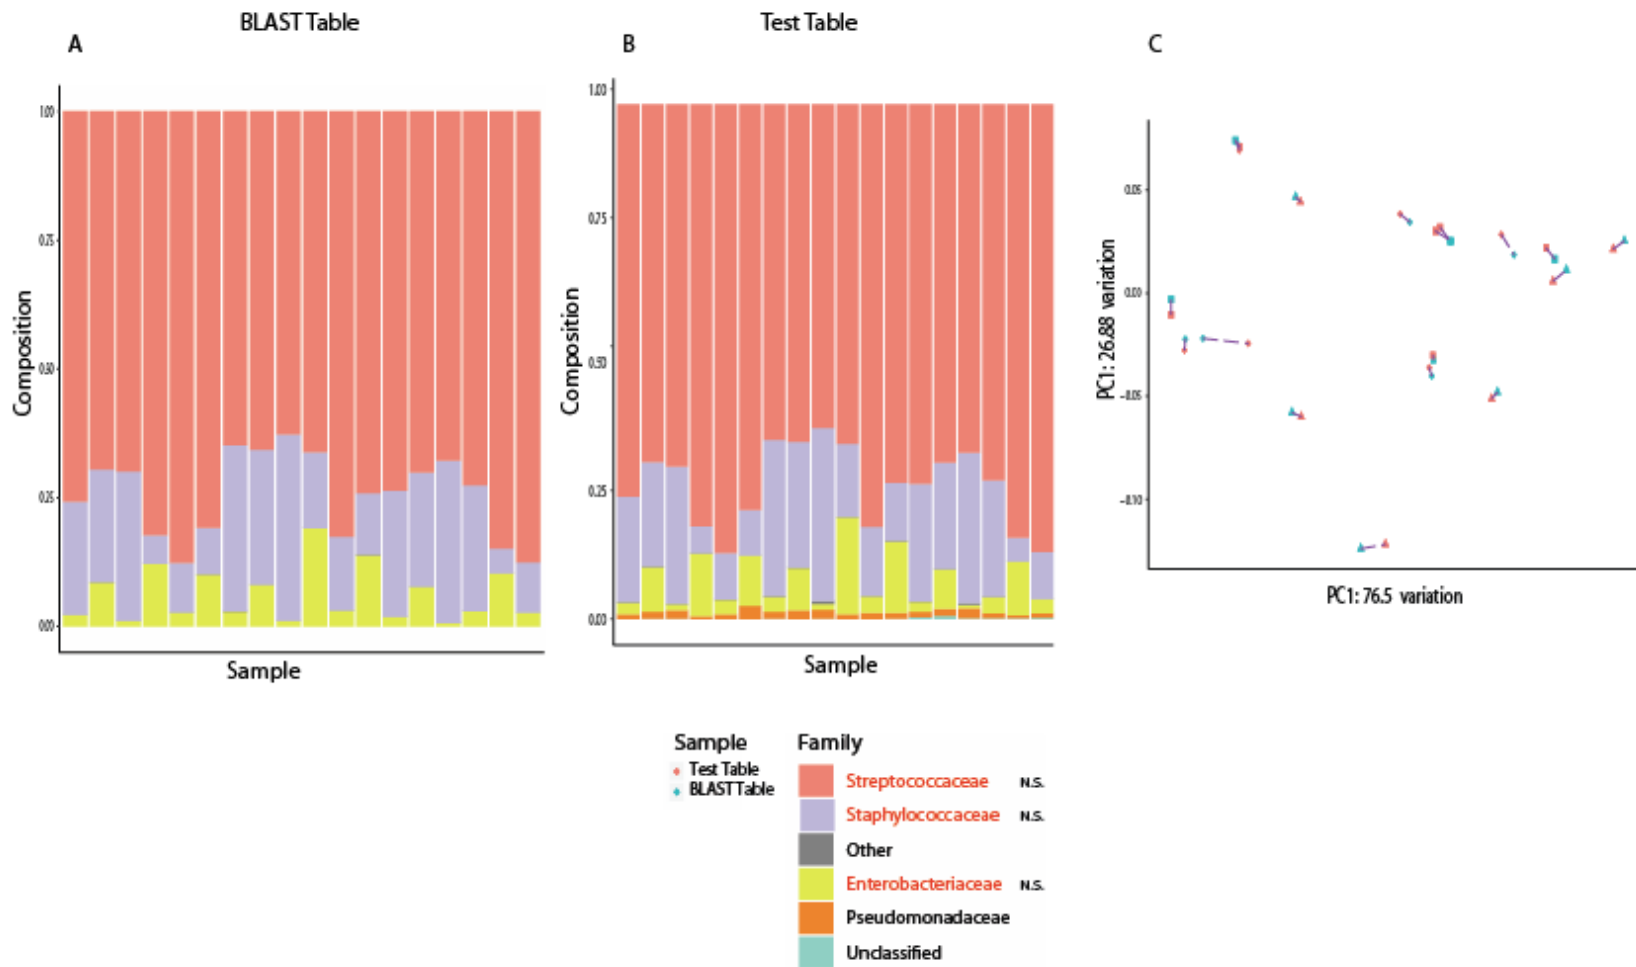 BLAST Table
Test Table
A
B
C
1.00
0.75
0.50
0.25
0.00
Composition
Sample
1.00
0.75
0.50
0.25
0.00
Composition
Sample
0.05
0.00
-0.05
-0.10
PC1: 26.88 variation
PC1: 76.5 variation
Sample
Test Table
BLAST Table
Family
Streptococcaceae N.S.
Staphylococcaceae N.S.
Other
Enterobacteriaceae N.S.
Pseudomonadaceae
Unclassified